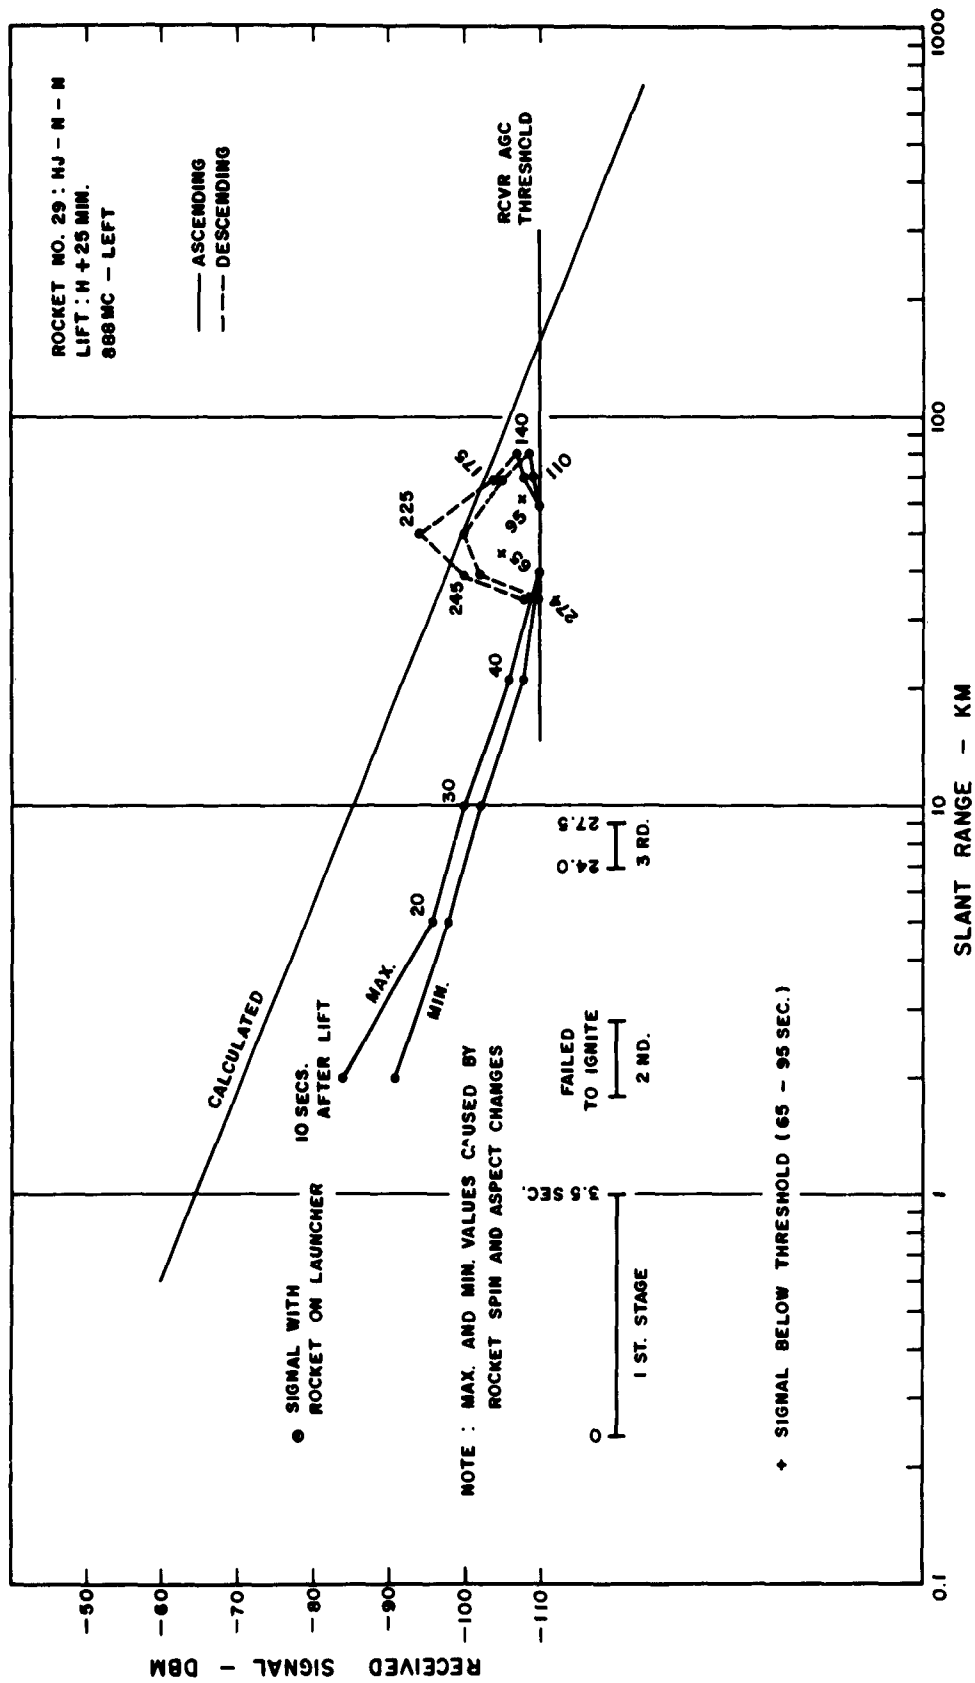 ROCKET NO. 29 : HJ - N - N
LIFT : H + 25 MIN.
888 MC - LEFT
ASCENDING
DESCENDING
RECEIVED SIGNAL - DBM
-50
-60
-70
-80
-90
-100
-110
CALCULATED
SIGNAL WITH
ROCKET ON LAUNCHER
10 SECS.
AFTER LIFT
MAX.
MIN.
20
30
40
245
225
175
140
110
95
65
274
RCVR AGC
THRESHOLD
NOTE : MAX. AND MIN. VALUES CAUSED BY
ROCKET SPIN AND ASPECT CHANGES
0
3.5 SEC.
1 ST. STAGE
FAILED
TO IGNITE
2 ND.
24.0
27.5
3 RD.
+ SIGNAL BELOW THRESHOLD (65 - 95 SEC.)
0.1
1
10
100
1000
SLANT RANGE - KM